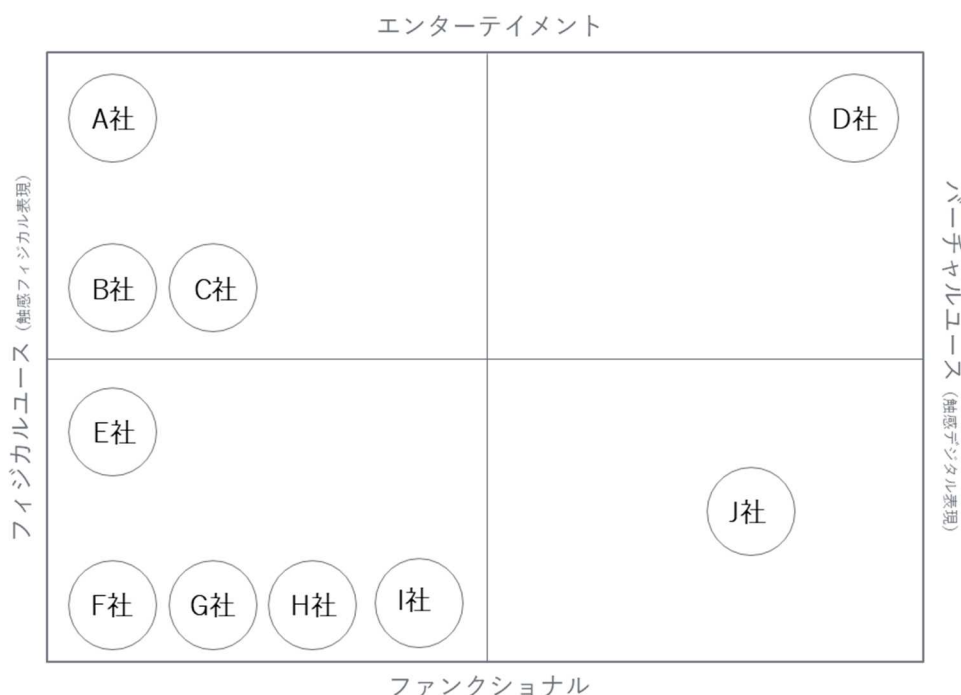 エンターテイメント
A社
D社
B社
C社
フィジカルユース（触感フィジカル表現）
バーチャルユース（触感デジタル表現）
E社
J社
F社
G社
H社
I社
ファンクショナル